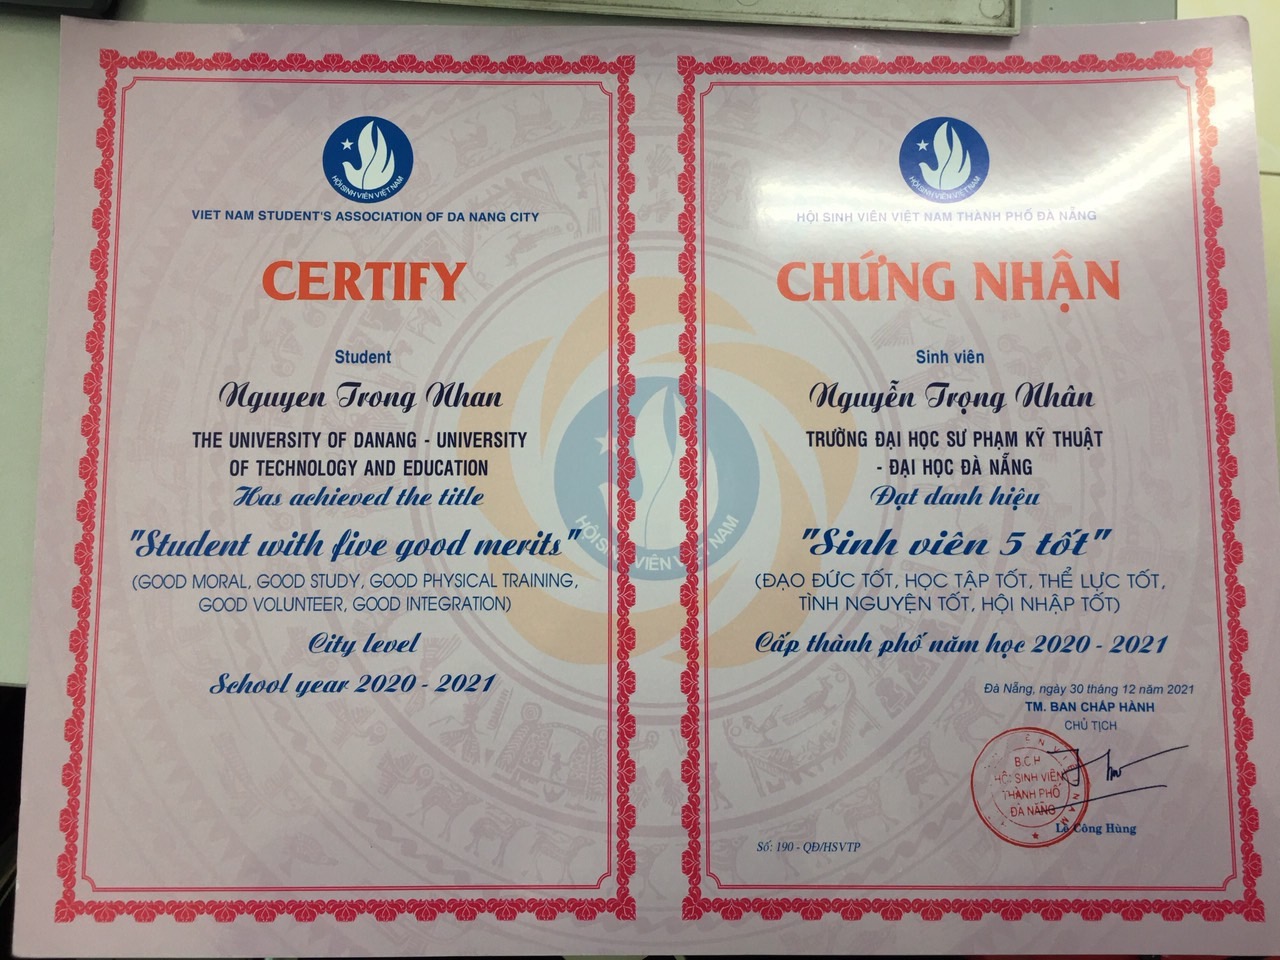 HỘI SINH VIÊN VIỆT NAM
VIET NAM STUDENT'S ASSOCIATION OF DA NANG CITY
CERTIFY
Student
Nguyen Trong Nhan
THE UNIVERSITY OF DANANG - UNIVERSITY
OF TECHNOLOGY AND EDUCATION
Has achieved the title
"Student with five good merits"
(GOOD MORAL, GOOD STUDY, GOOD PHYSICAL TRAINING,
GOOD VOLUNTEER, GOOD INTEGRATION)
City level
School year 2020 - 2021
HỘI SINH VIÊN VIỆT NAM
HỘI SINH VIÊN VIỆT NAM
HỘI SINH VIÊN VIỆT NAM THÀNH PHỐ ĐÀ NẴNG
CHỨNG NHẬN
Sinh viên
Nguyễn Trọng Nhân
TRƯỜNG ĐẠI HỌC SƯ PHẠM KỸ THUẬT
- ĐẠI HỌC ĐÀ NẴNG
Đạt danh hiệu
"Sinh viên 5 tốt"
(ĐẠO ĐỨC TỐT, HỌC TẬP TỐT, THỂ LỰC TỐT,
TÌNH NGUYỆN TỐT, HỘI NHẬP TỐT)
Cấp thành phố năm học 2020 - 2021
Đà Nẵng, ngày 30 tháng 12 năm 2021
TM. BAN CHẤP HÀNH
CHỦ TỊCH
B.C.H
HỘI SINH VIÊN
THÀNH PHỐ
ĐÀ NẴNG
Công Hùng
Số: 190 - QĐ/HSVTP